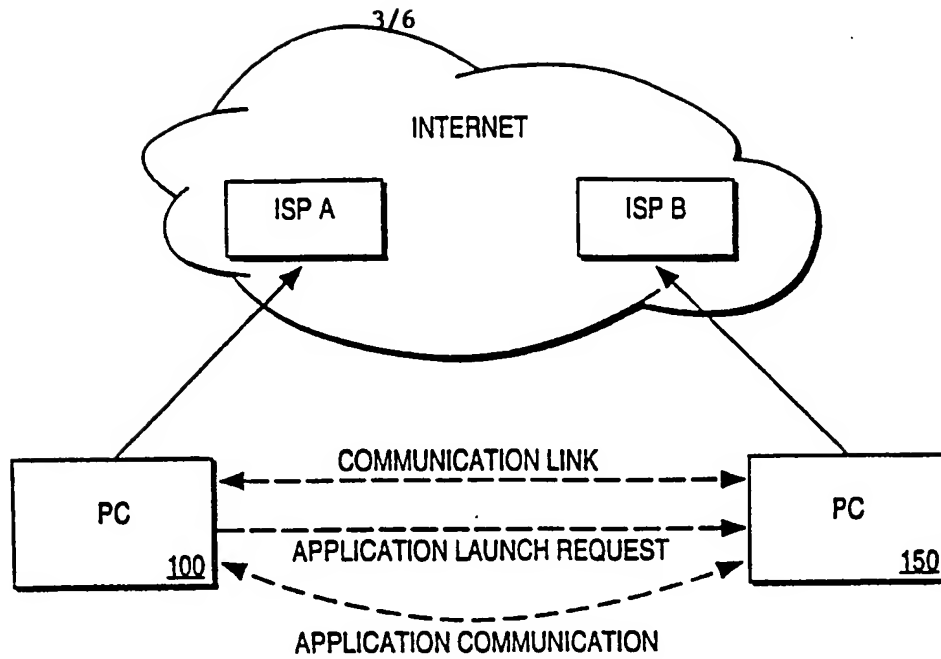 3/6
INTERNET
ISP A
ISP B
COMMUNICATION LINK
PC
PC
APPLICATION LAUNCH REQUEST
100
150
APPLICATION COMMUNICATION